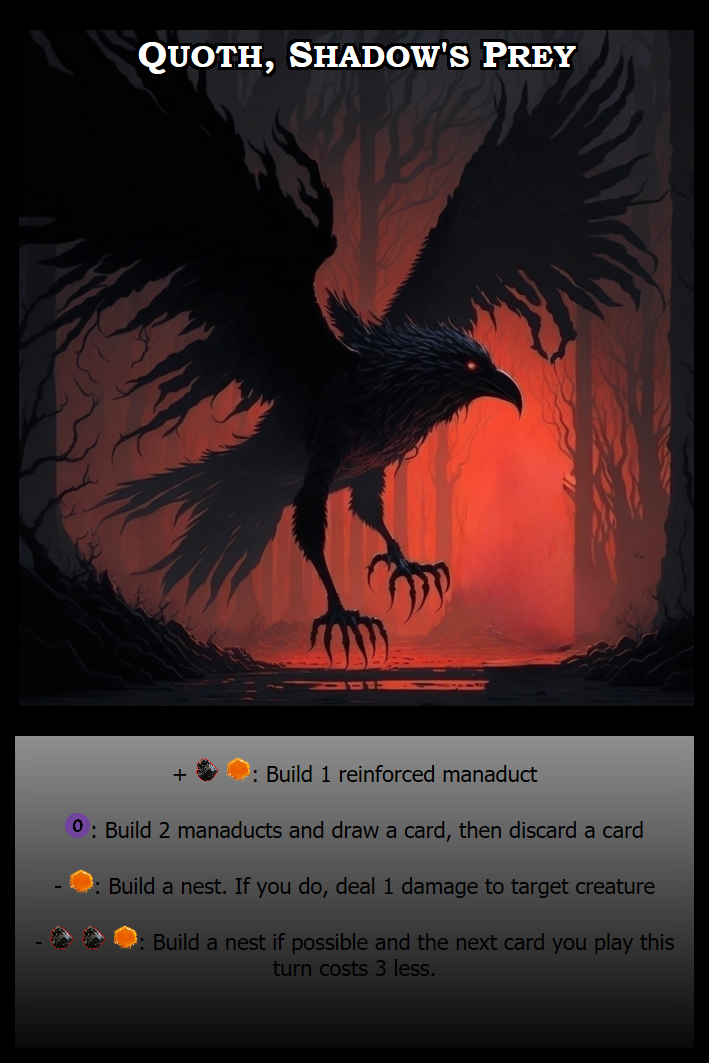 Quoth, Shadow's Prey
+ : Build 1 reinforced manaduct
0: Build 2 manaducts and draw a card, then discard a card
- : Build a nest. If you do, deal 1 damage to target creature
- : Build a nest if possible and the next card you play this
turn costs 3 less.